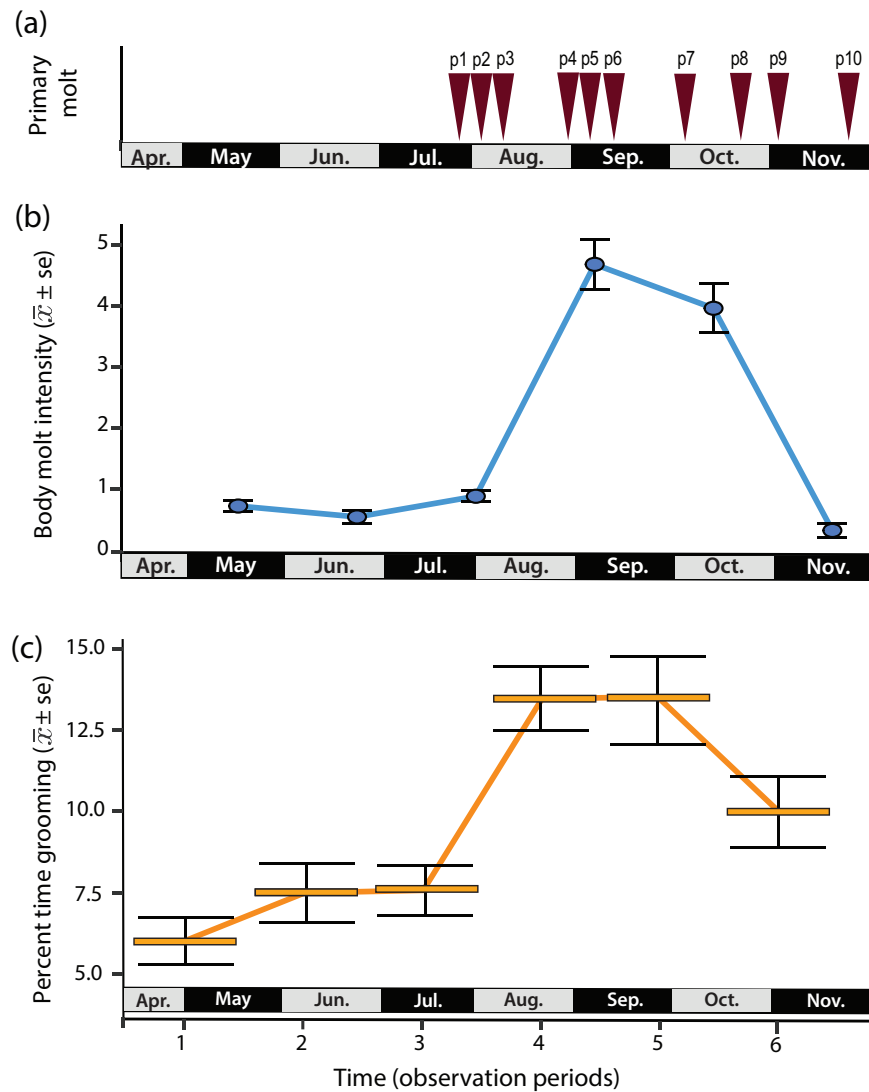 (a)
Primary
molt
p1 p2 p3 p4 p5 p6 p7 p8 p9 p10
Apr. May Jun. Jul. Aug. Sep. Oct. Nov.
(b)
Body molt intensity (x̅ ± se)
5
4
3
2
1
0
Apr. May Jun. Jul. Aug. Sep. Oct. Nov.
(c)
Percent time grooming (x̅ ± se)
15.0
12.5
10.0
7.5
5.0
Apr. May Jun. Jul. Aug. Sep. Oct. Nov.
1 2 3 4 5 6
Time (observation periods)